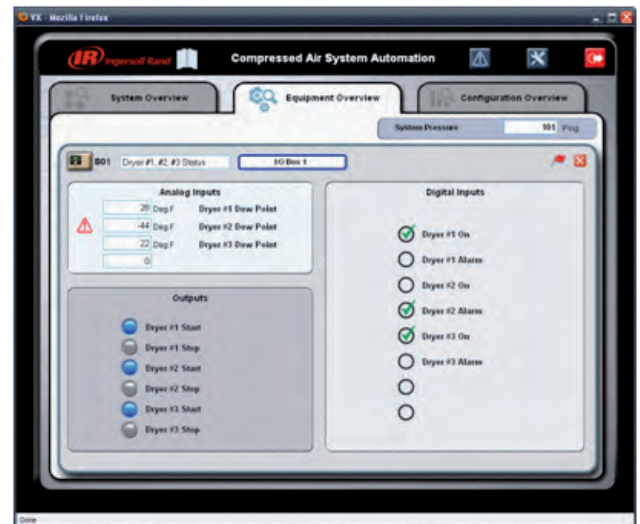 VX - Mozilla Firefox
IR Ingersoll Rand
Compressed Air System Automation
System Overview
Equipment Overview
Configuration Overview
System Pressure
101 Psig
B01
Dryer #1, #2, #3 Status
I/O Box 1
Analog Inputs
Deg F Dryer #1 Dew Point
-44 Deg F Dryer #2 Dew Point
22 Deg F Dryer #3 Dew Point
0
Outputs
Dryer #1 Start
Dryer #1 Stop
Dryer #2 Start
Dryer #2 Stop
Dryer #3 Start
Dryer #3 Stop
Digital Inputs
Dryer #1 On
Dryer #1 Alarm
Dryer #2 On
Dryer #2 Alarm
Dryer #3 On
Dryer #3 Alarm
Done